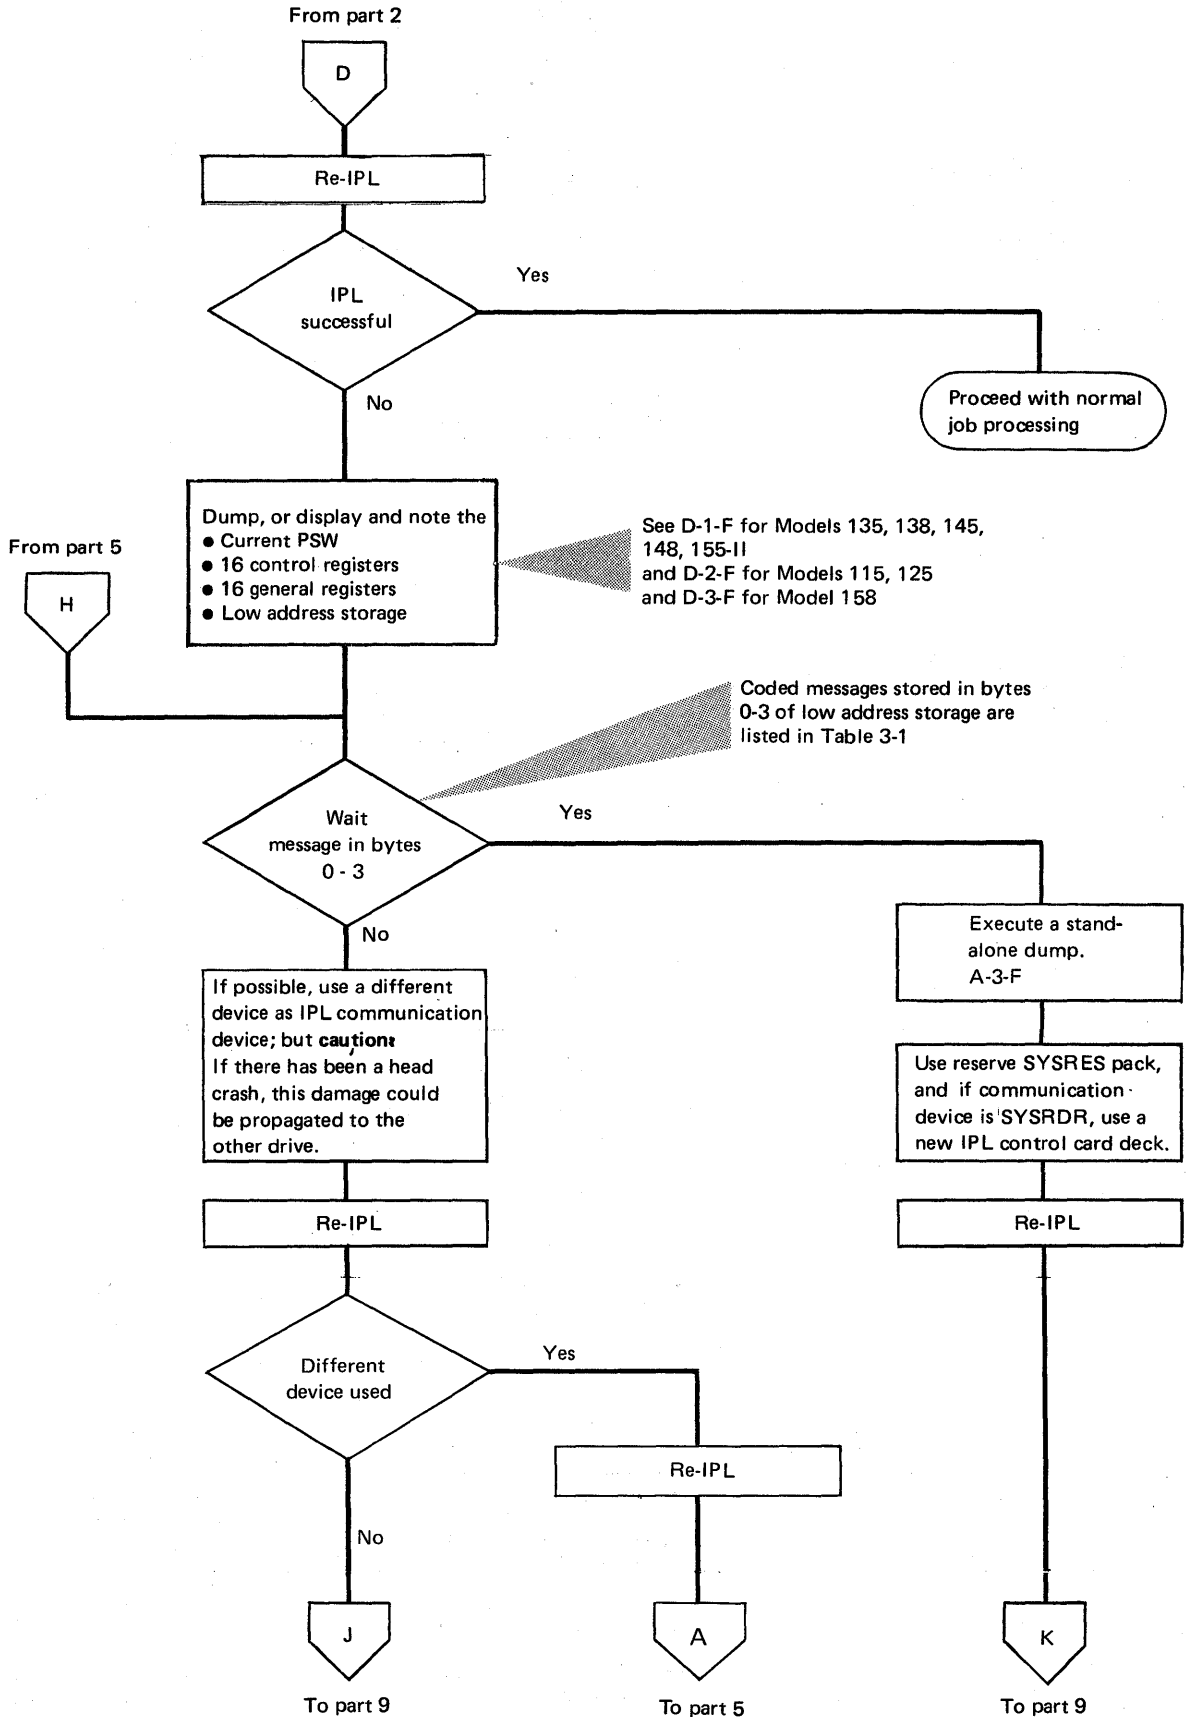 From part 2
D
Re-IPL
IPL
successful
Yes
No
Proceed with normal
job processing
Dump, or display and note the
● Current PSW
● 16 control registers
● 16 general registers
● Low address storage
See D-1-F for Models 135, 138, 145,
148, 155-II
and D-2-F for Models 115, 125
and D-3-F for Model 158
From part 5
H
Coded messages stored in bytes
0-3 of low address storage are
listed in Table 3-1
Wait
message in bytes
0 - 3
Yes
No
Execute a stand-
alone dump.
A-3-F
If possible, use a different
device as IPL communication
device; but caution:
If there has been a head
crash, this damage could
be propagated to the
other drive.
Use reserve SYSRES pack,
and if communication
device is SYSRDR, use a
new IPL control card deck.
Re-IPL
Re-IPL
Different
device used
Yes
Re-IPL
No
J
A
K
To part 9
To part 5
To part 9